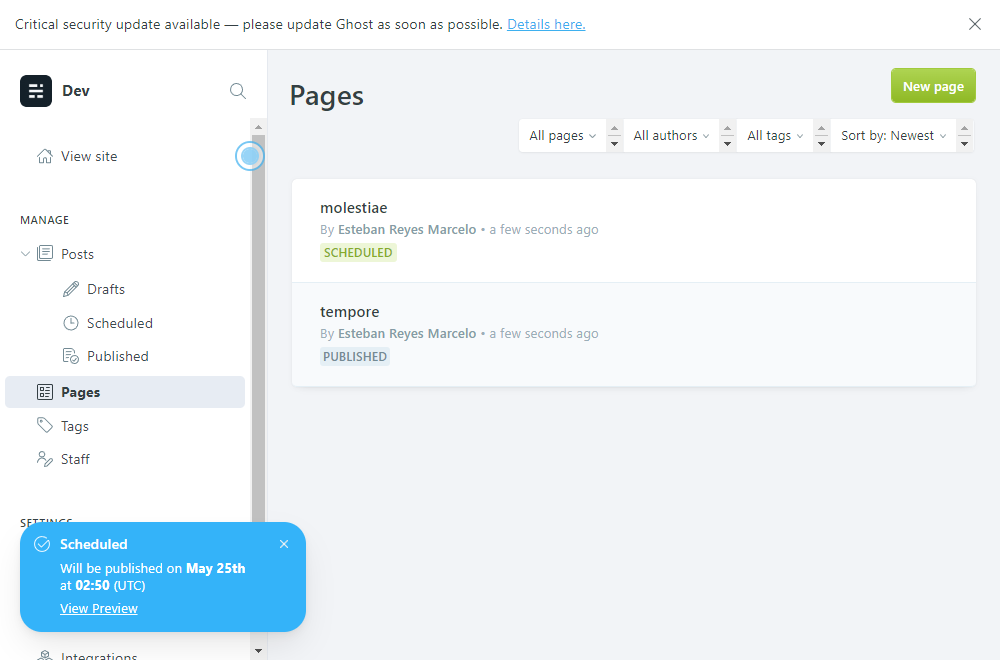 Critical security update available — please update Ghost as soon as possible. Details here.
Dev
View site
MANAGE
Posts
Drafts
Scheduled
Published
Pages
Tags
Staff
SETTINGS
Scheduled
Will be published on May 25th
at 02:50 (UTC)
View Preview
Integrations
Pages
New page
All pages
All authors
All tags
Sort by: Newest
molestiae
By Esteban Reyes Marcelo • a few seconds ago
SCHEDULED
tempore
By Esteban Reyes Marcelo • a few seconds ago
PUBLISHED